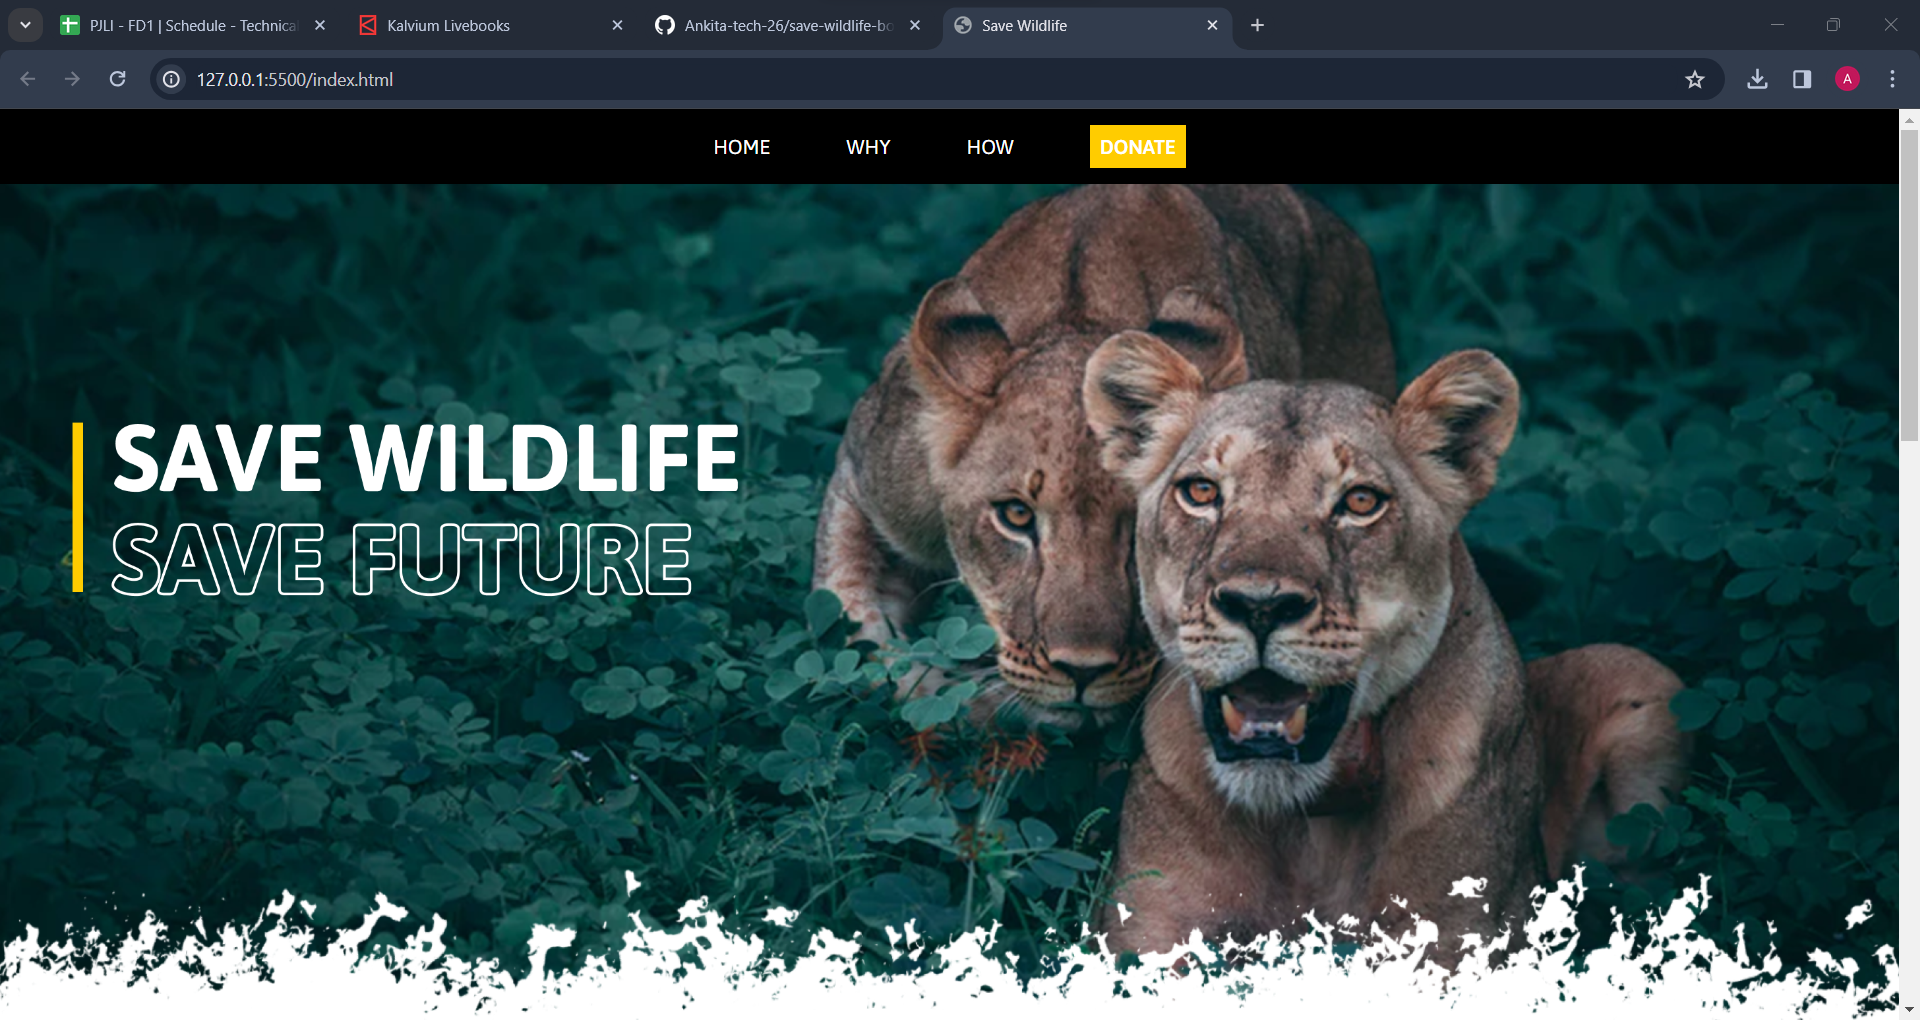 PJLI - FD1 | Schedule - Technica
Kalvium Livebooks
Ankita-tech-26/save-wildlife-bo
Save Wildlife
127.0.0.1:5500/index.html
A
HOME
WHY
HOW
DONATE
SAVE WILDLIFE
SAVE FUTURE